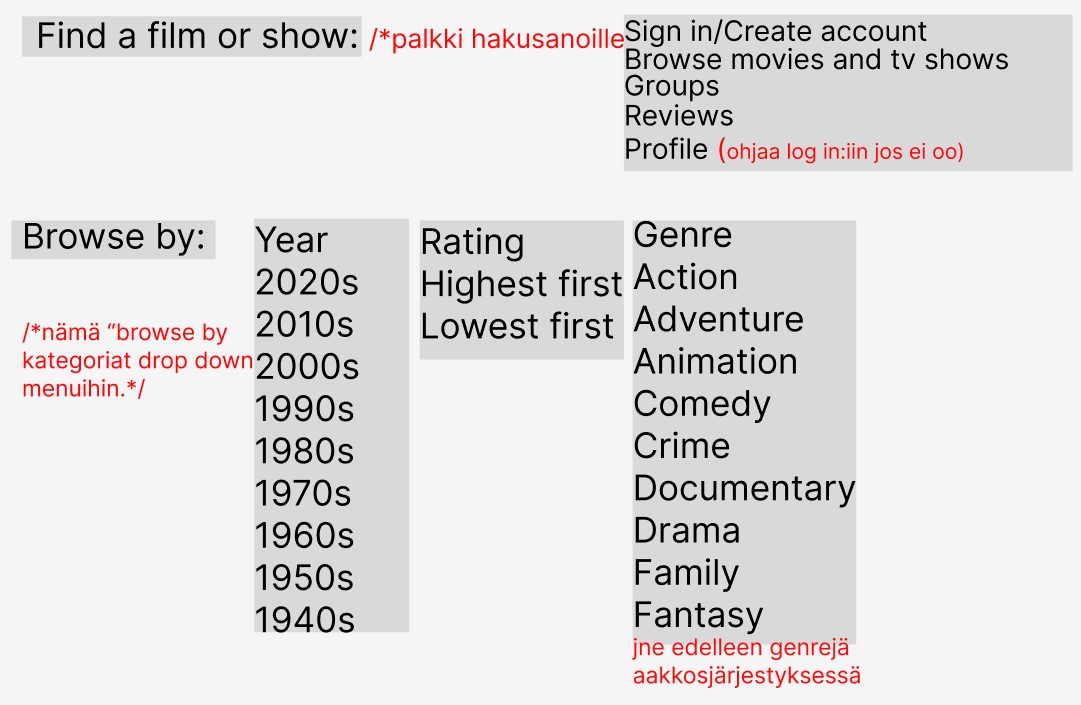 Find a film or show: /*palkki hakusanoille
Sign in/Create account
Browse movies and tv shows
Groups
Reviews
Profile (ohjaa log in:iin jos ei oo)
Browse by:
/*nämä “browse by
kategoriat drop down
menuihin.*/
Year
2020s
2010s
2000s
1990s
1980s
1970s
1960s
1950s
1940s
Rating
Highest first
Lowest first
Genre
Action
Adventure
Animation
Comedy
Crime
Documentary
Drama
Family
Fantasy
jne edelleen genrejä
aakkosjärjestyksessä